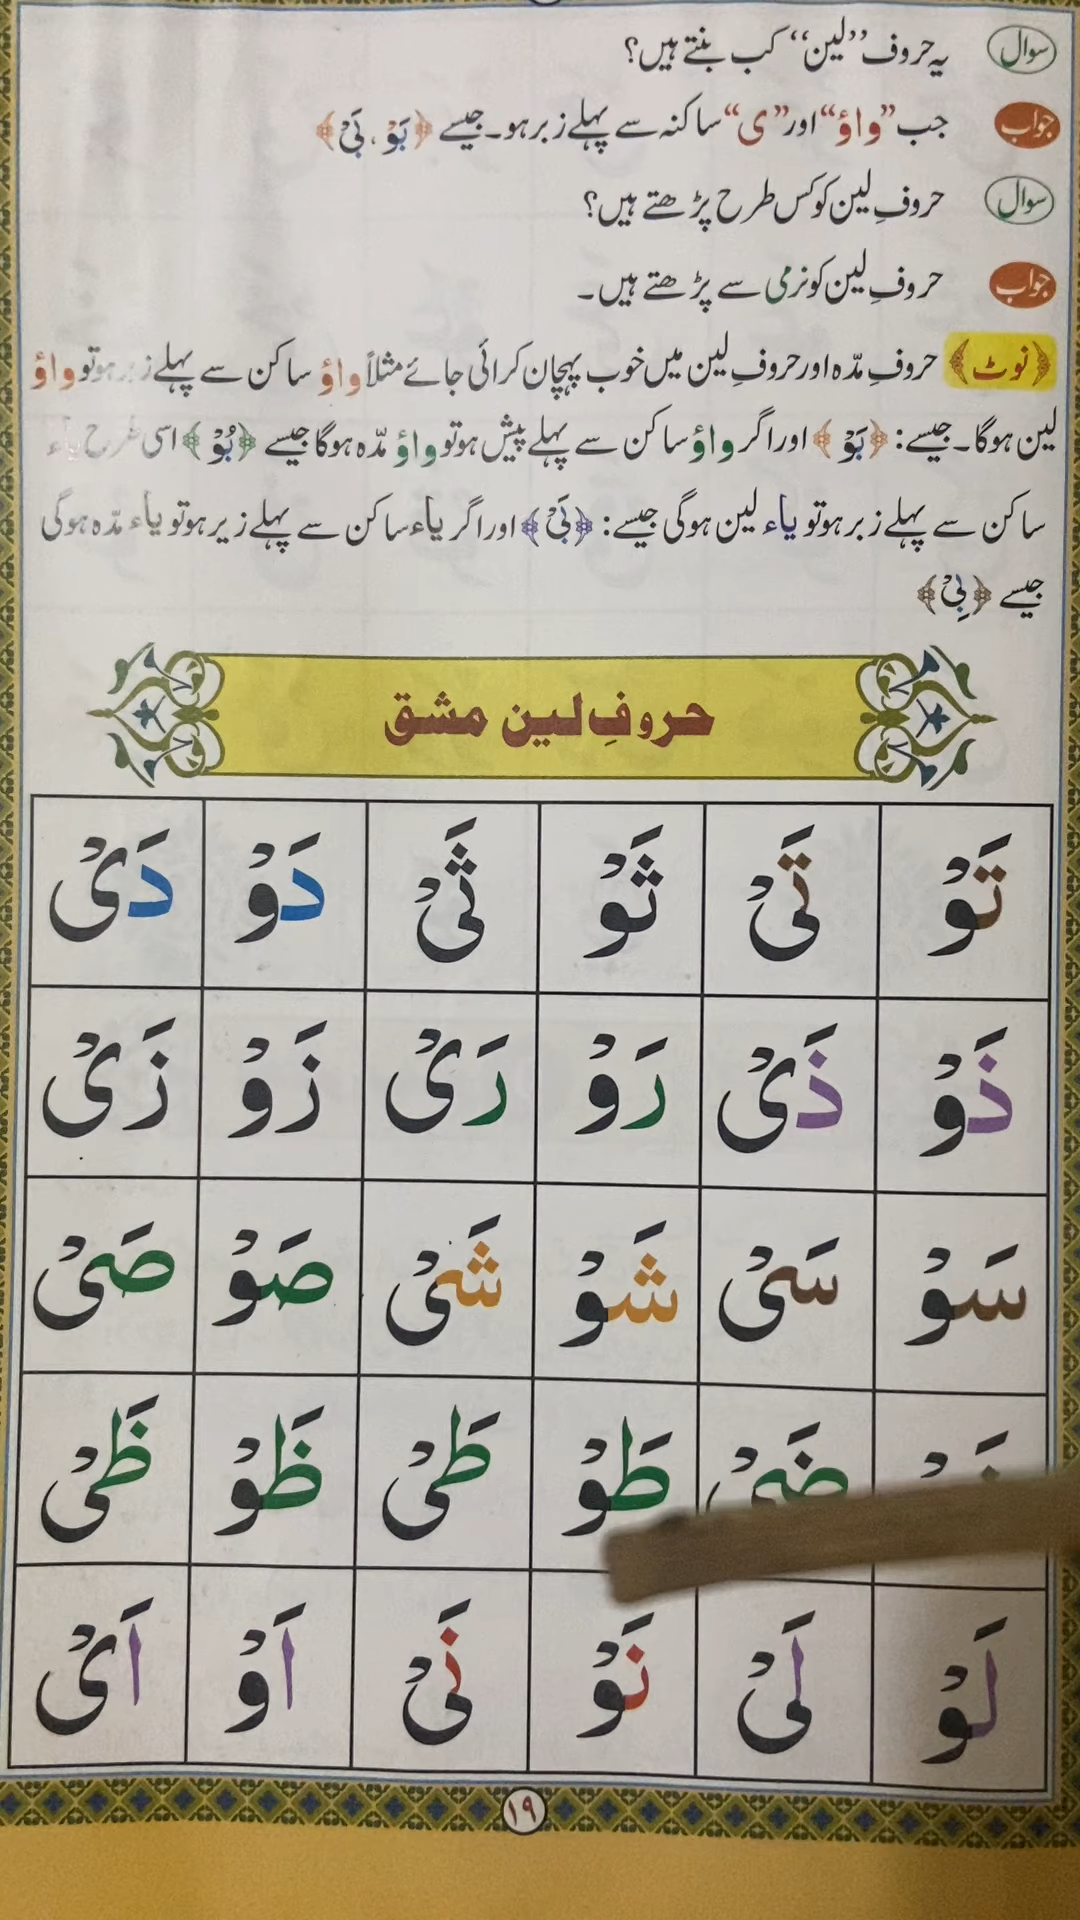 سوال یہ حروف ”لین“ کب بنتے ہیں؟
جواب جب ”واؤ“ اور ”ی“ ساکنہ سے پہلے زبر ہو۔ جیسے ﴿بَوْ، بَیْ﴾
سوال حروفِ لین کو کس طرح پڑھتے ہیں؟
جواب حروفِ لین کو نرمی سے پڑھتے ہیں۔
﴿نوٹ﴾ حروفِ مدّہ اور حروفِ لین میں خوب پہچان کرائی جائے مثلاً واؤ ساکن سے پہلے زبر ہو تو واؤ
لین ہوگا۔ جیسے: ﴿بَوْ﴾ اور اگر واؤ ساکن سے پہلے پیش ہو تو واؤ مدّہ ہوگا جیسے ﴿بُوْ﴾ اسی طرح یاء
ساکن سے پہلے زبر ہو تو یاء لین ہوگی جیسے: ﴿بَیْ﴾ اور اگر یاء ساکن سے پہلے زیر ہو تو یاء مدّہ ہوگی
جیسے ﴿بِیْ﴾
حروفِ لین مشق
تَوْ تَیْ ثَوْ ثَیْ دَوْ دَیْ
ذَوْ ذَیْ رَوْ رَیْ زَوْ زَیْ
سَوْ سَیْ شَوْ شَیْ صَوْ صَیْ
ضَیْ طَوْ طَیْ ظَوْ ظَیْ
لَوْ لَیْ نَوْ نَیْ اَوْ اَیْ
١٩